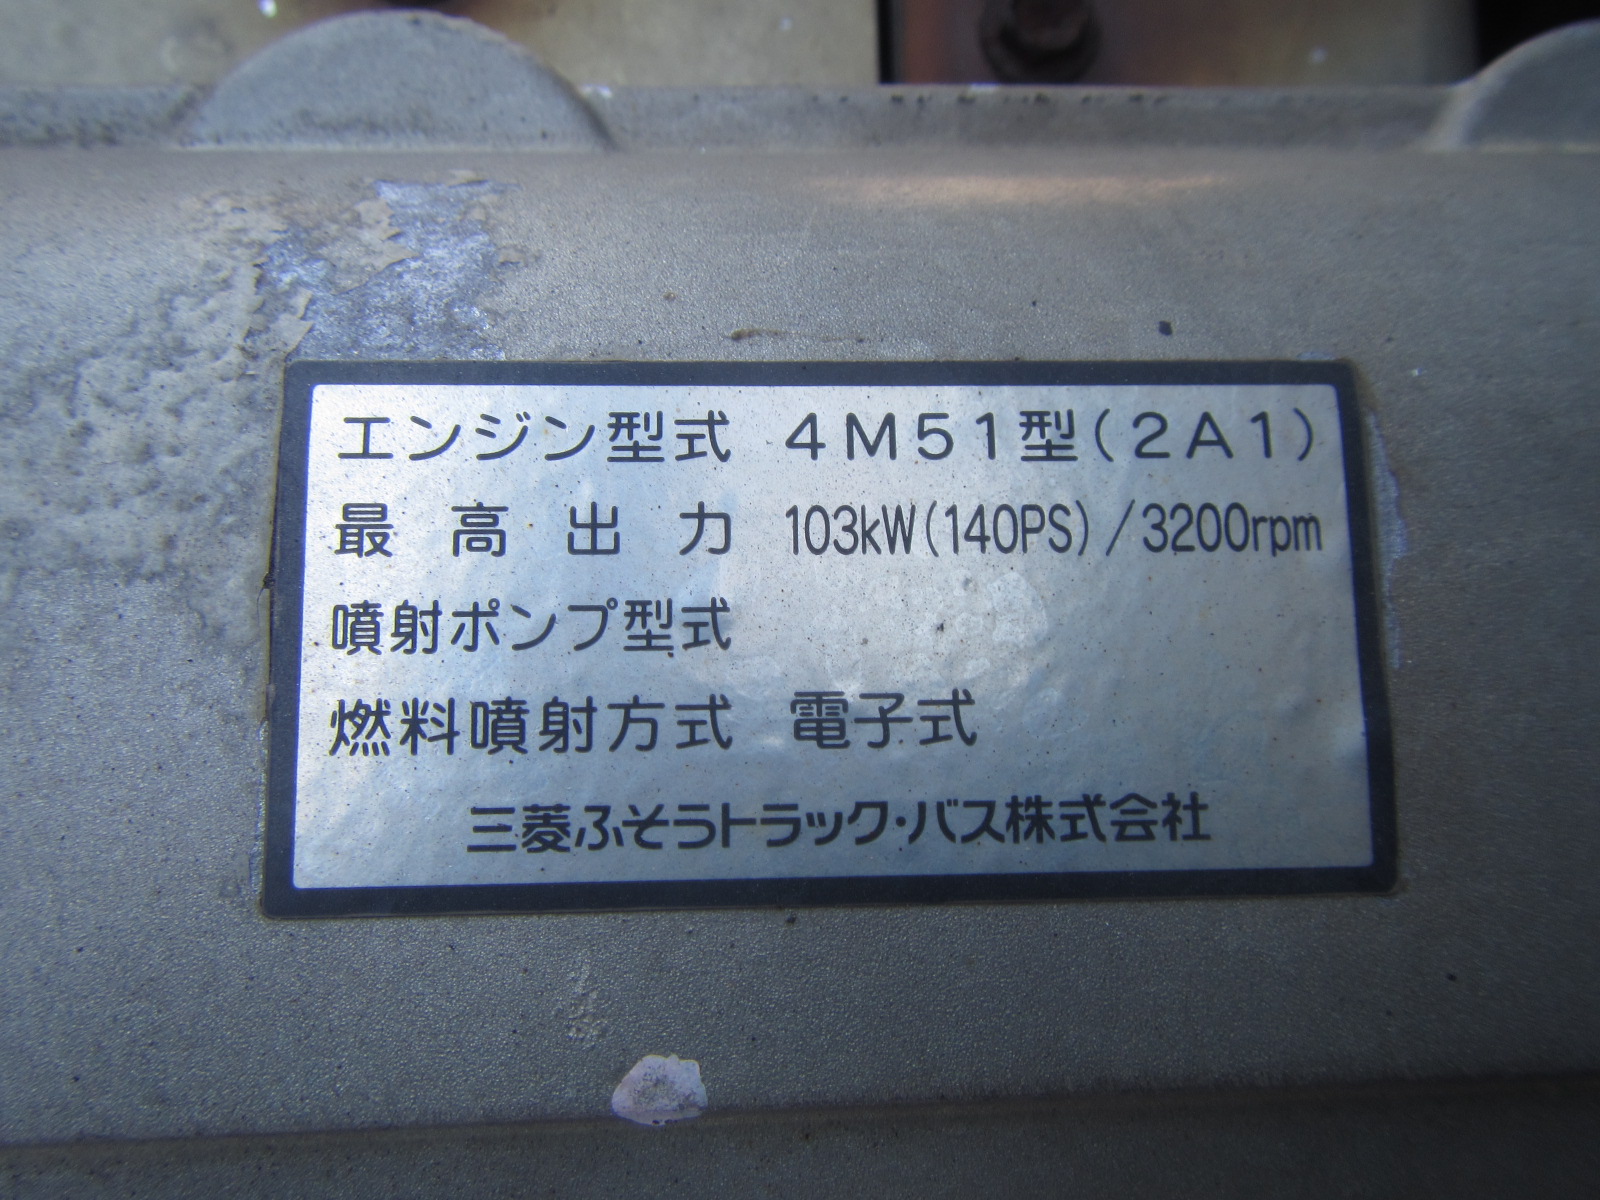 エンジン型式 4M51型(2A1)
最高出力 103kW(140PS)/3200rpm
噴射ポンプ型式
燃料噴射方式 電子式
三菱ふそうトラック・バス株式会社